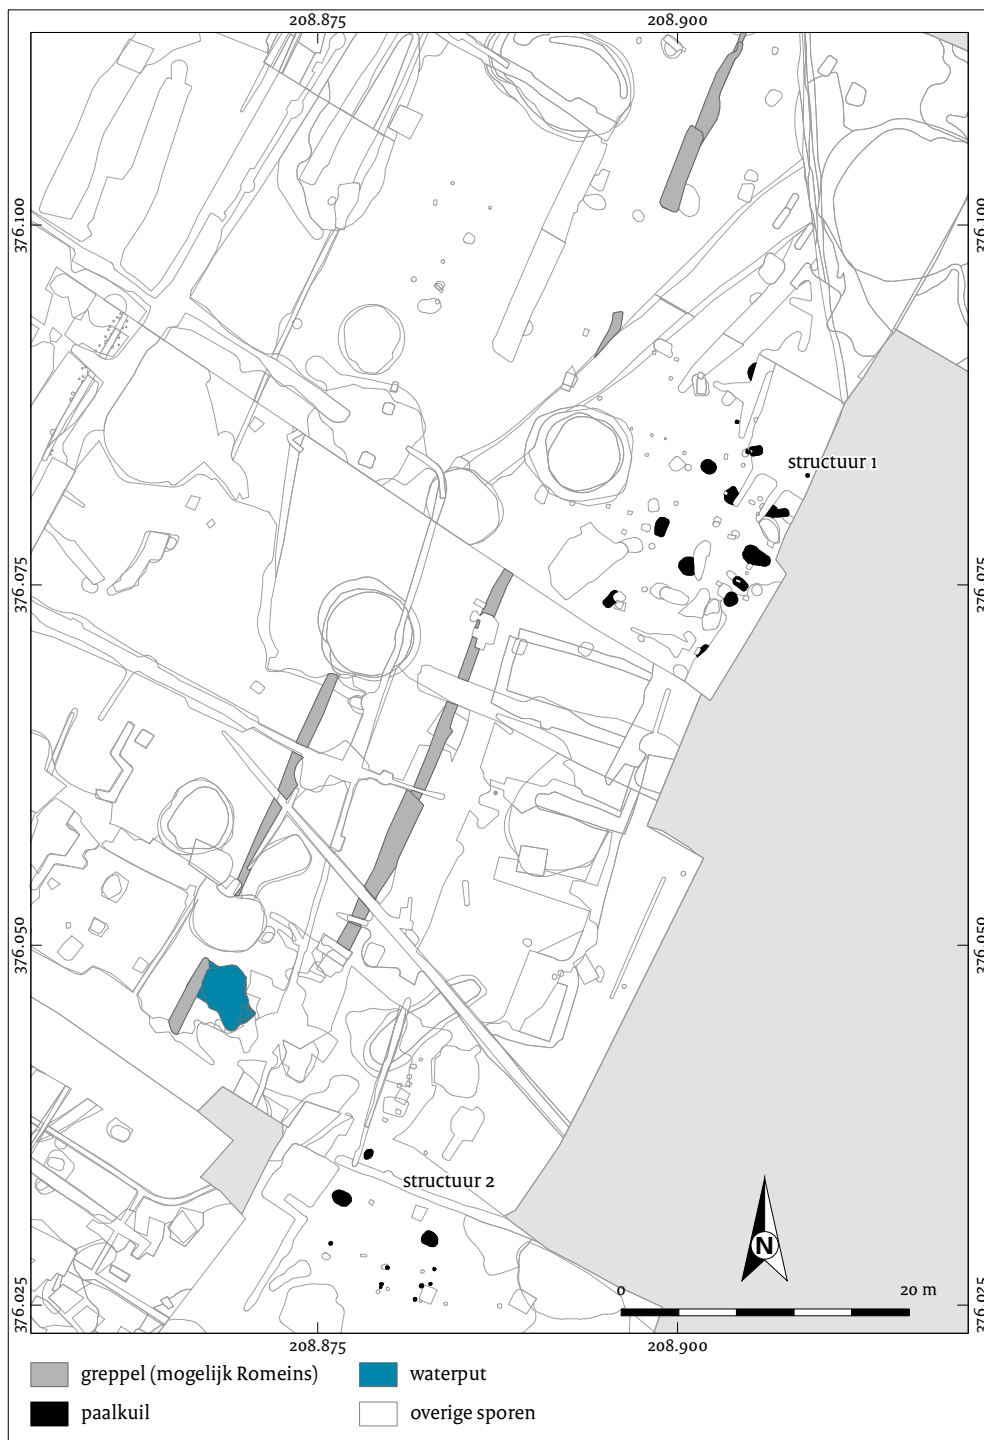 208.875 208.900
376.100 376.100
structuur 1
376.075 376.075
376.050 376.050
structuur 2
N
0 20 m
376.025 376.025
208.875 208.900
greppel (mogelijk Romeins) waterput
paalkuil overige sporen